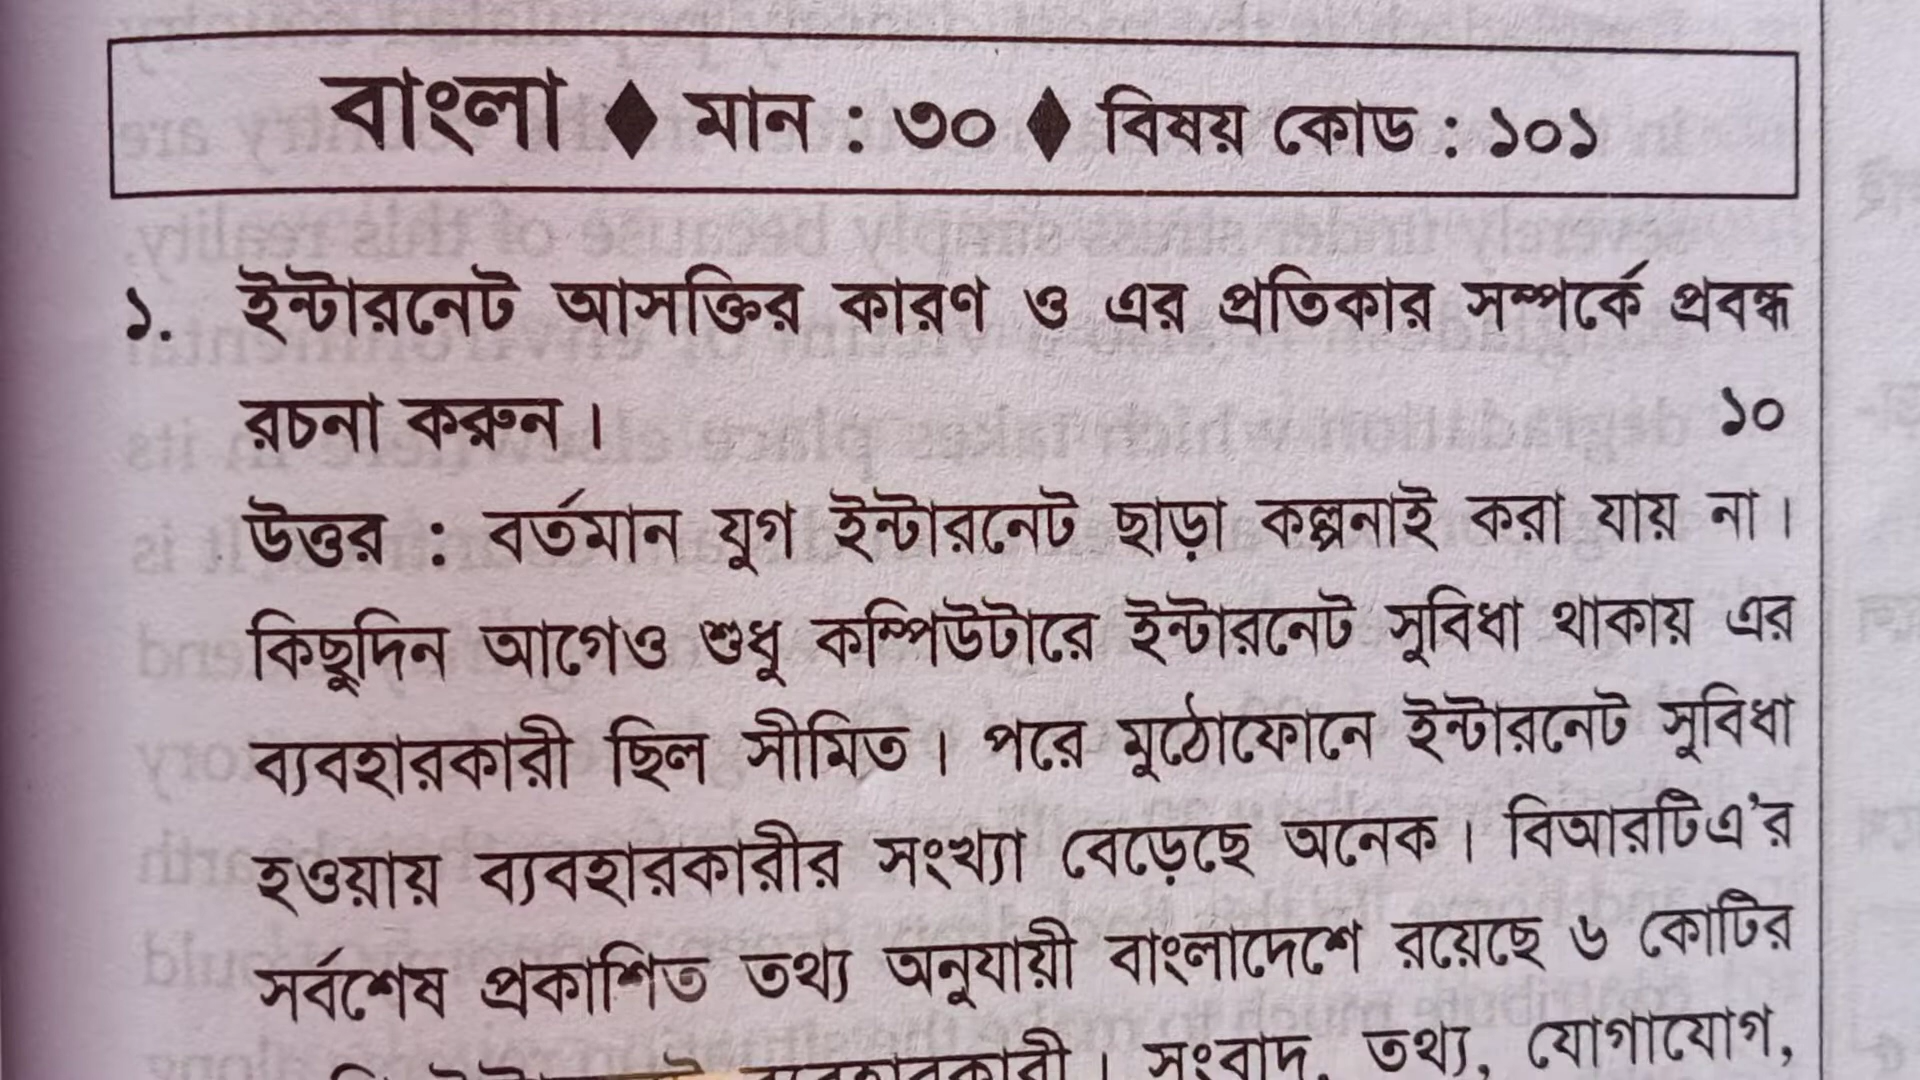 বাংলা ♦ মান : ৩০ ♦ বিষয় কোড : ১০১
১. ইন্টারনেট আসক্তির কারণ ও এর প্রতিকার সম্পর্কে প্রবন্ধ
রচনা করুন। ১০
উত্তর : বর্তমান যুগ ইন্টারনেট ছাড়া কল্পনাই করা যায় না।
কিছুদিন আগেও শুধু কম্পিউটারে ইন্টারনেট সুবিধা থাকায় এর
ব্যবহারকারী ছিল সীমিত। পরে মুঠোফোনে ইন্টারনেট সুবিধা
হওয়ায় ব্যবহারকারীর সংখ্যা বেড়েছে অনেক। বিআরটিএ'র
সর্বশেষ প্রকাশিত তথ্য অনুযায়ী বাংলাদেশে রয়েছে ৬ কোটির
ব্যবহারকারী। সংবাদ, তথ্য, যোগাযোগ,